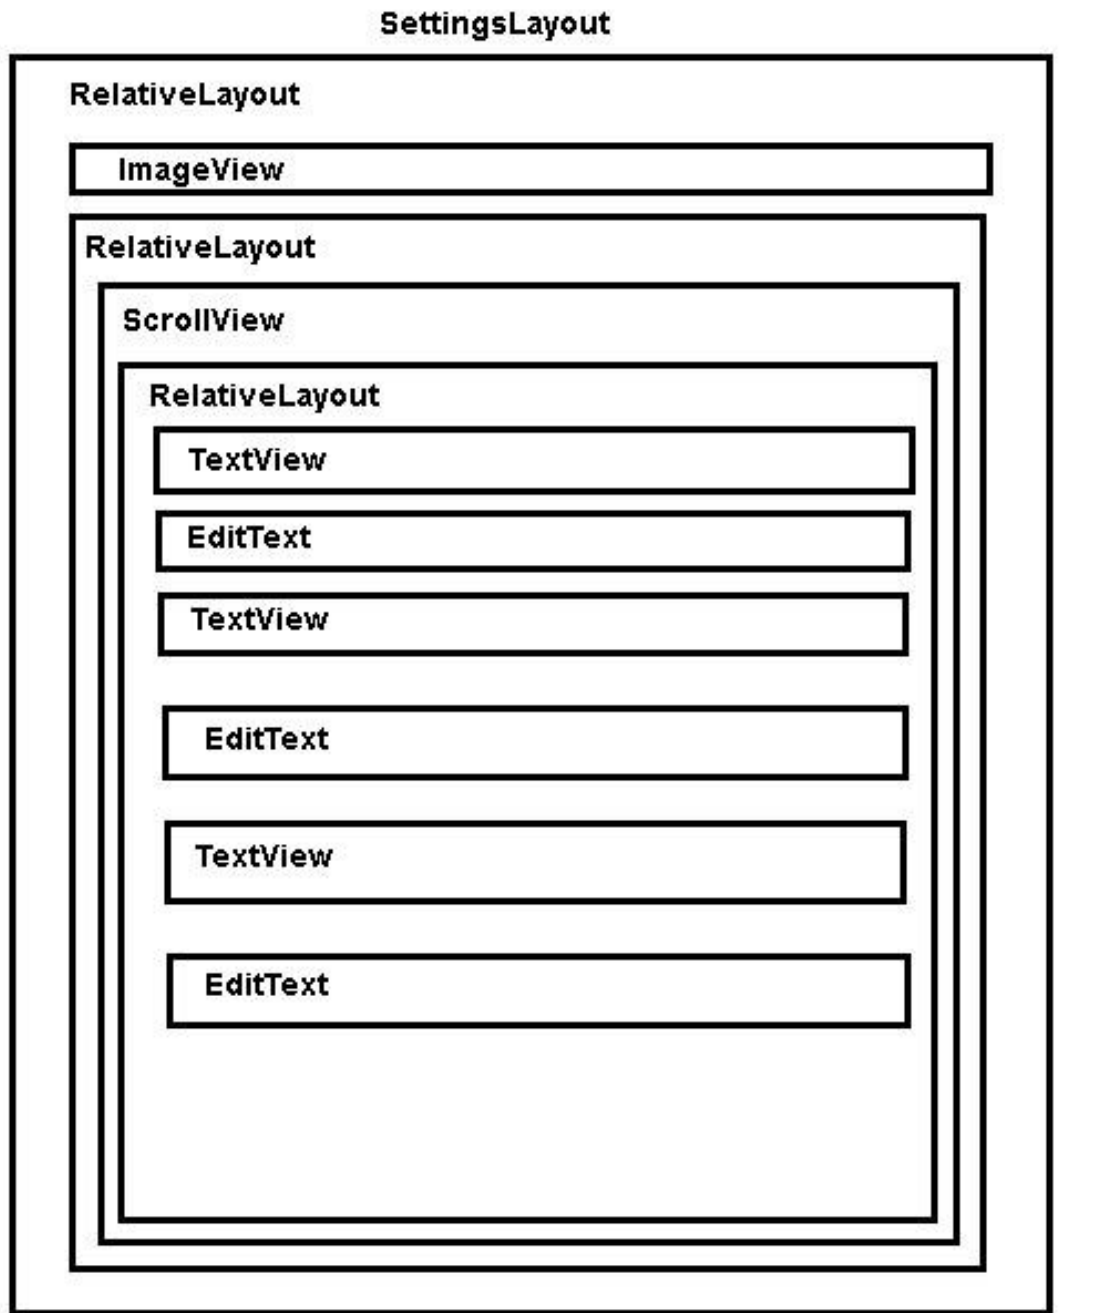 SettingsLayout
RelativeLayout
ImageView
RelativeLayout
ScrollView
RelativeLayout
TextView
EditText
TextView
EditText
TextView
EditText